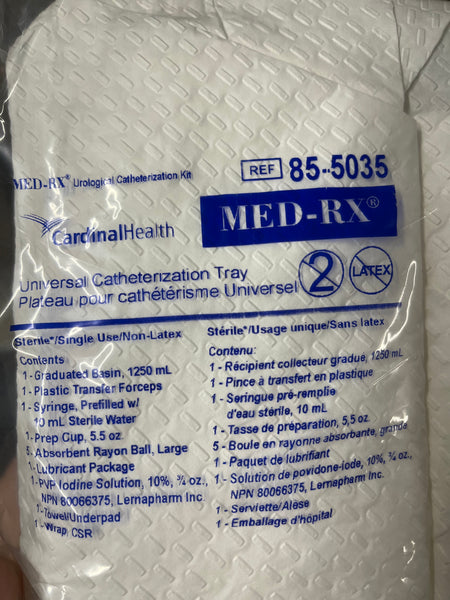 MED-RX® Urological Catheterization Kit
REF 85-5035
CardinalHealth
MED-RX®
Universal Catheterization Tray
Plateau pour cathétérisme Universel
2
LATEX
Stérile*/Single Use/Non-Latex
Contents
1 - Graduated Basin, 1250 mL
1 - Plastic Transfer Forceps
1 - Syringe, Prefilled w/
10 mL Sterile Water
1 - Prep Cup, 5.5 oz.
5 - Absorbent Rayon Ball, Large
1 - Lubricant Package
1 - PVP Iodine Solution, 10%, ¾ oz.,
NPN 80066375, Lernapharm Inc.
1 - Towel/Underpad
1 - Wrap, CSR
Stérile*/Usage unique/Sans latex
Contenu:
1 - Récipient collecteur gradue, 1250 mL
1 - Pince à transfert en plastique
1 - Seringue pré-remplie
d'eau stérile, 10 mL
1 - Tasse de préparation, 5,5 oz.
5 - Boule en rayonne absorbante, grande
1 - Paquet de lubrifiant
1 - Solution de povidone-iode, 10%, ¾ oz.,
NPN 80066375, Lernapharm Inc.
1 - Serviette/Alèse
1 - Emballage d'hôpital